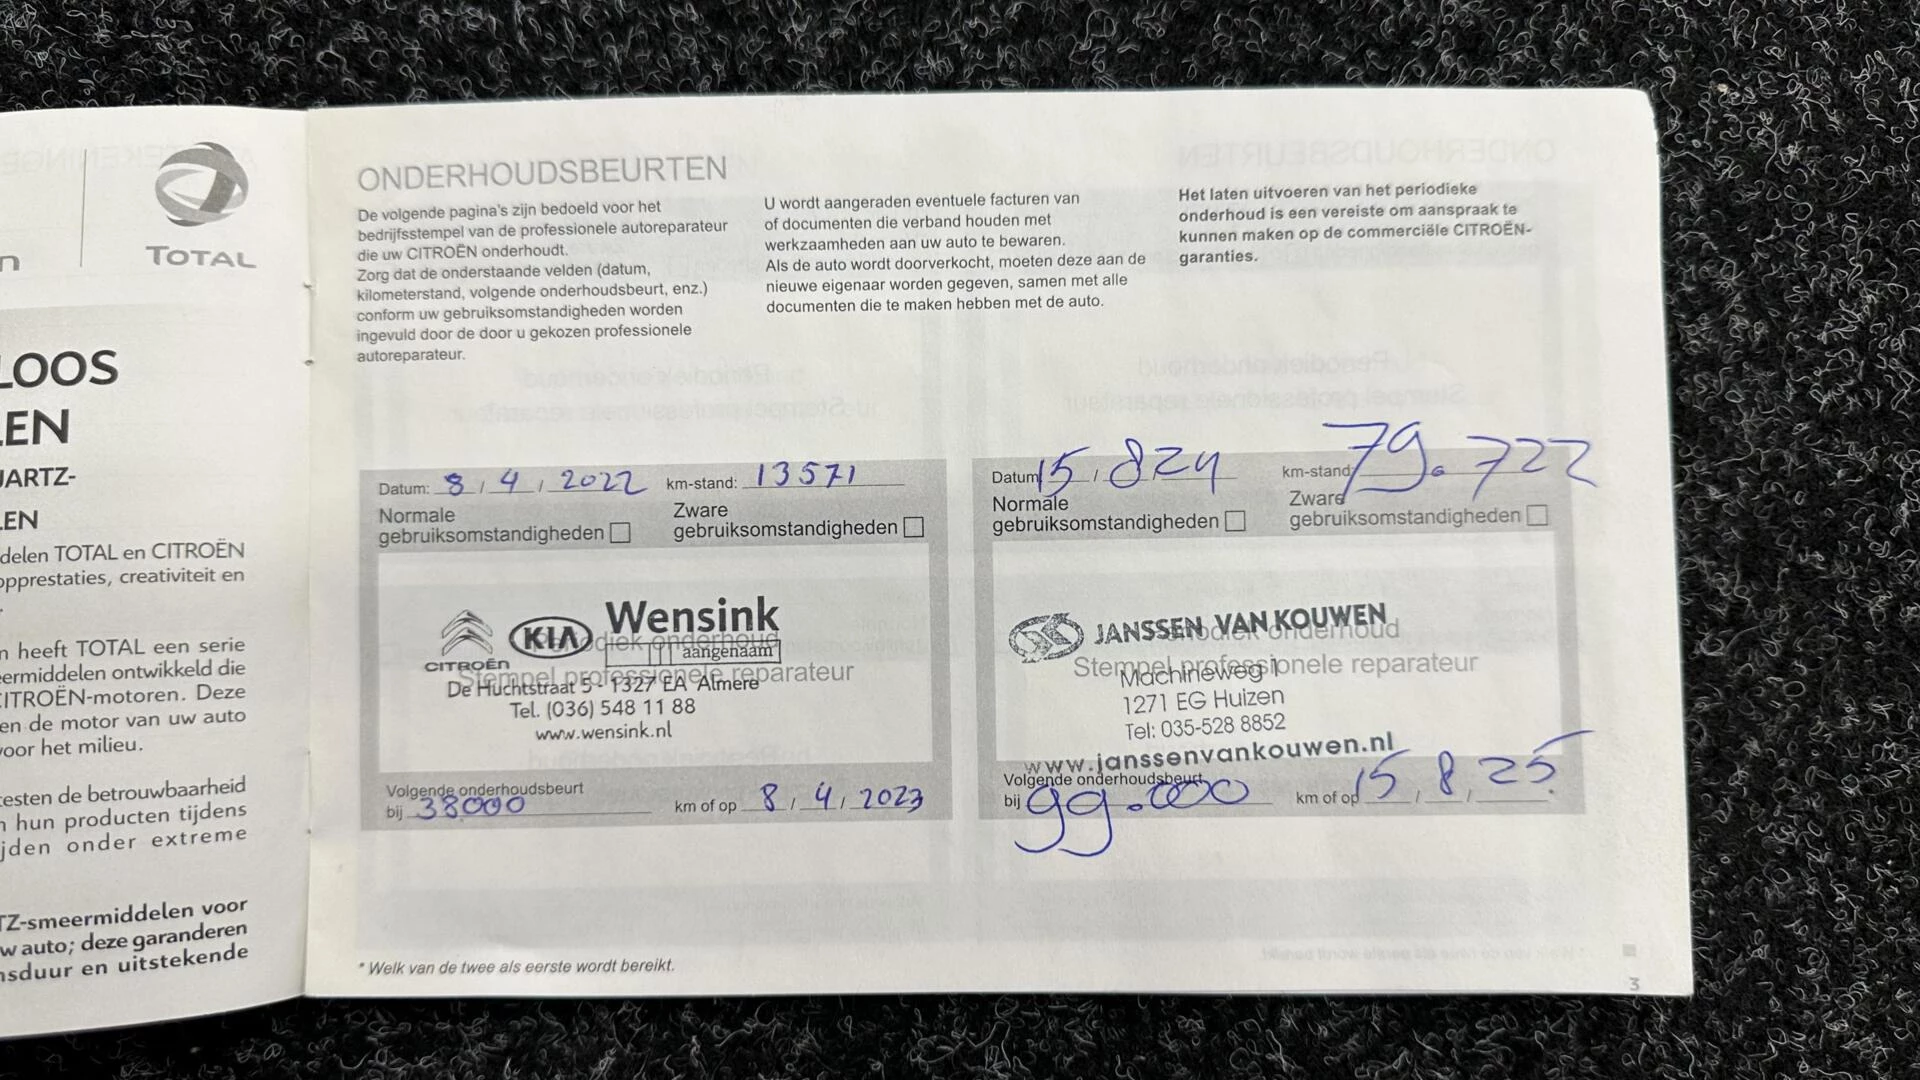 n
TOTAL
LOOS
LEN
UARTZ-
LEN
delen TOTAL en CITROËN
opprestaties, creativiteit en
n heeft TOTAL een serie
eermiddelen ontwikkeld die
CITROËN-motoren. Deze
en de motor van uw auto
voor het milieu.
testen de betrouwbaarheid
n hun producten tijdens
ijden onder extreme
TZ-smeermiddelen voor
w auto; deze garanderen
nsduur en uitstekende
ONDERHOUDSBEURTEN
De volgende pagina's zijn bedoeld voor het
bedrijfsstempel van de professionele autoreparateur
die uw CITROËN onderhoudt.
Zorg dat de onderstaande velden (datum,
kilometerstand, volgende onderhoudsbeurt, enz.)
conform uw gebruiksomstandigheden worden
ingevuld door de door u gekozen professionele
autoreparateur.
U wordt aangeraden eventuele facturen van
of documenten die verband houden met
werkzaamheden aan uw auto te bewaren.
Als de auto wordt doorverkocht, moeten deze aan de
nieuwe eigenaar worden gegeven, samen met alle
documenten die te maken hebben met de auto.
Het laten uitvoeren van het periodieke
onderhoud is een vereiste om aanspraak te
kunnen maken op de commerciële CITROËN-
garanties.
Datum: 8 / 4 / 2022 km-stand: 13571
Normale
gebruiksomstandigheden
Zware
gebruiksomstandigheden
Wensink
KIA
Periodiek onderhoud
aangenaam
CITROËN
Stempel professionele reparateur
De Huchtstraat 5 - 1327 EA Almere
Tel. (036) 548 11 88
www.wensink.nl
Volgende onderhoudsbeurt
bij 38.000 km of op 8 / 4 / 2023
Datum 15 / 8 24 km-stand: 79.722
Normale
gebruiksomstandigheden
Zware
gebruiksomstandigheden
JANSSEN VAN KOUWEN
Periodiek onderhoud
Stempel professionele reparateur
Machineweg 1
1271 EG Huizen
Tel: 035-528 8852
www.janssenvankouwen.nl
Volgende onderhoudsbeurt
bij 99.000 km of op 15 / 8 / 25
* Welk van de twee als eerste wordt bereikt.
3